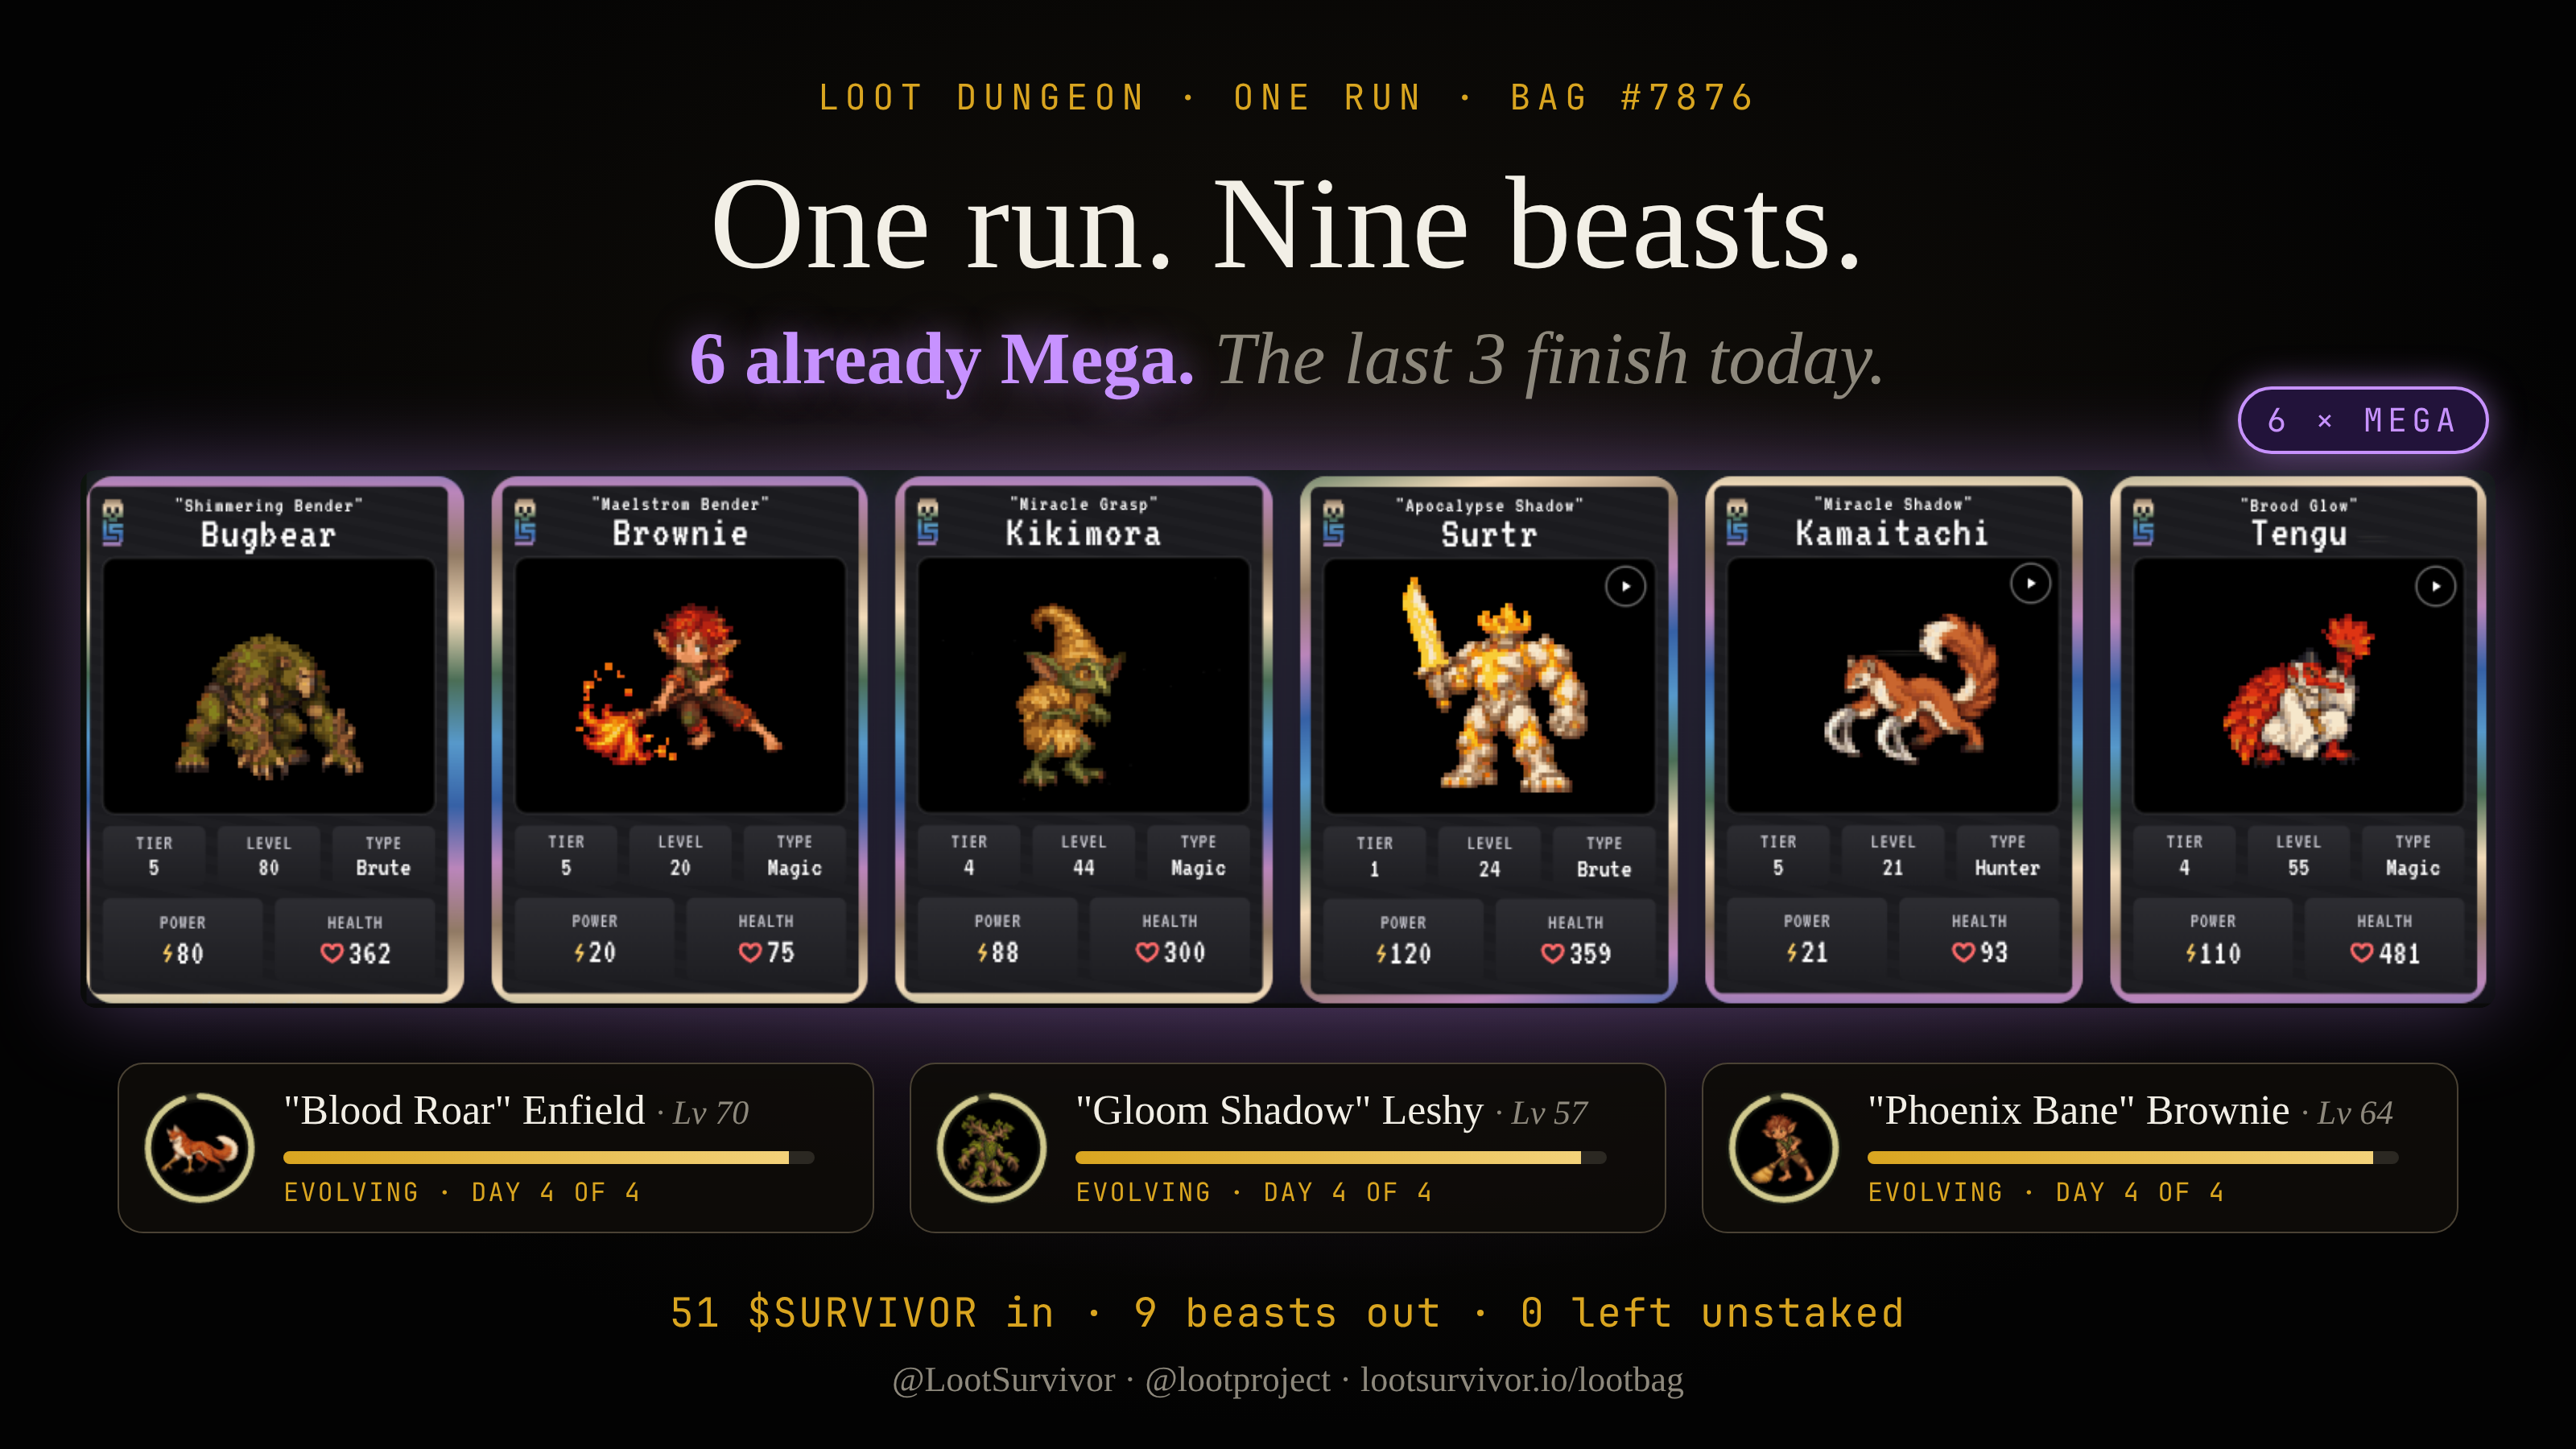 LOOT DUNGEON · ONE RUN · BAG #7876
One run. Nine beasts.
6 already Mega. The last 3 finish today.
6 × MEGA
"Shimmering Bender"
Bugbear
TIER
5
LEVEL
80
TYPE
Brute
POWER
80
HEALTH
362
"Maelstrom Bender"
Brownie
TIER
5
LEVEL
20
TYPE
Magic
POWER
20
HEALTH
75
"Miracle Grasp"
Kikimora
TIER
4
LEVEL
44
TYPE
Magic
POWER
88
HEALTH
300
"Apocalypse Shadow"
Surtr
TIER
1
LEVEL
24
TYPE
Brute
POWER
120
HEALTH
359
"Miracle Shadow"
Kamaitachi
TIER
5
LEVEL
21
TYPE
Hunter
POWER
21
HEALTH
93
"Brood Glow"
Tengu
TIER
4
LEVEL
55
TYPE
Magic
POWER
110
HEALTH
481
"Blood Roar" Enfield · Lv 70
EVOLVING · DAY 4 OF 4
"Gloom Shadow" Leshy · Lv 57
EVOLVING · DAY 4 OF 4
"Phoenix Bane" Brownie · Lv 64
EVOLVING · DAY 4 OF 4
51 $SURVIVOR in · 9 beasts out · 0 left unstaked
@LootSurvivor · @lootproject · lootsurvivor.io/lootbag